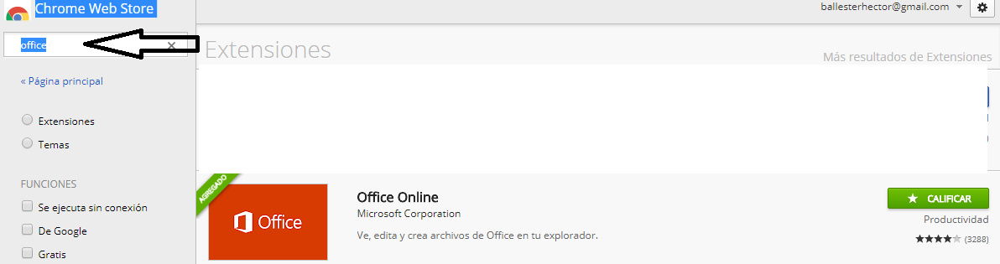 Chrome Web Store
ballesterhector@gmail.com
office
Extensiones
Más resultados de Extensiones
« Página principal
Extensiones
Temas
FUNCIONES
Se ejecuta sin conexión
De Google
Gratis
AGREGADO
Office
Office Online
Microsoft Corporation
Ve, edita y crea archivos de Office en tu explorador.
CALIFICAR
Productividad
(3288)